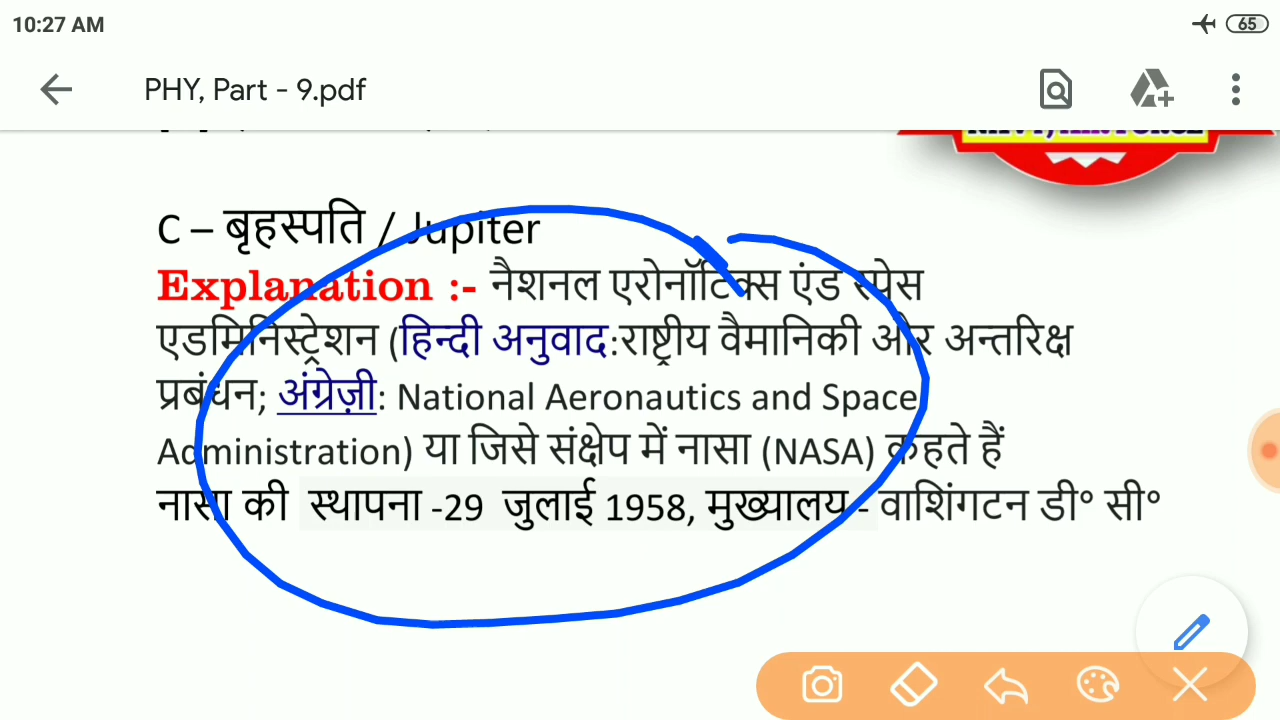 10:27 AM
65
PHY, Part - 9.pdf
C – बृहस्पति / Jupiter
Explanation :- नैशनल एरोनॉटिक्स एंड स्पेस
एडमिनिस्ट्रेशन (हिन्दी अनुवाद:राष्ट्रीय वैमानिकी और अन्तरिक्ष
प्रबंधन; अंग्रेज़ी: National Aeronautics and Space
Administration) या जिसे संक्षेप में नासा (NASA) कहते हैं
नासा की स्थापना -29 जुलाई 1958, मुख्यालय - वाशिंगटन डी॰ सी॰